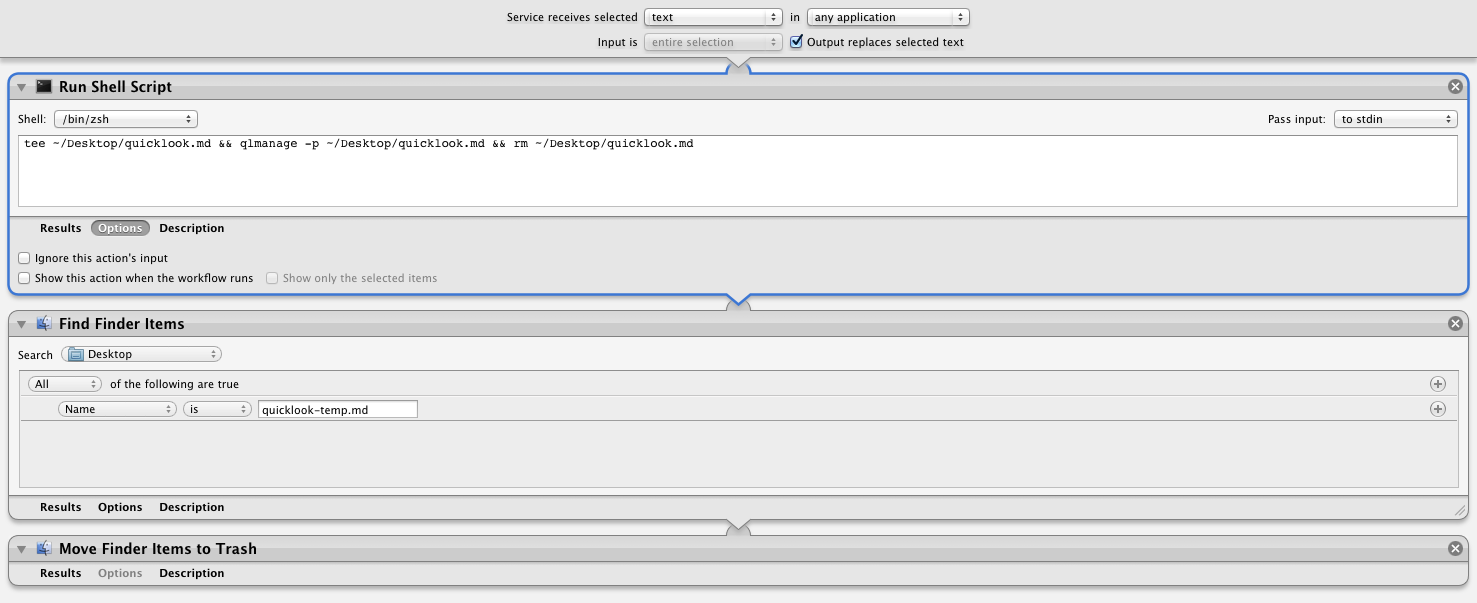 Service receives selected text in any application
Input is entire selection Output replaces selected text
Run Shell Script
Shell: /bin/zsh Pass input: to stdin
tee ~/Desktop/quicklook.md && qlmanage -p ~/Desktop/quicklook.md && rm ~/Desktop/quicklook.md
Results Options Description
Ignore this action's input
Show this action when the workflow runs Show only the selected items
Find Finder Items
Search Desktop
All of the following are true
Name is quicklook-temp.md
Results Options Description
Move Finder Items to Trash
Results Options Description